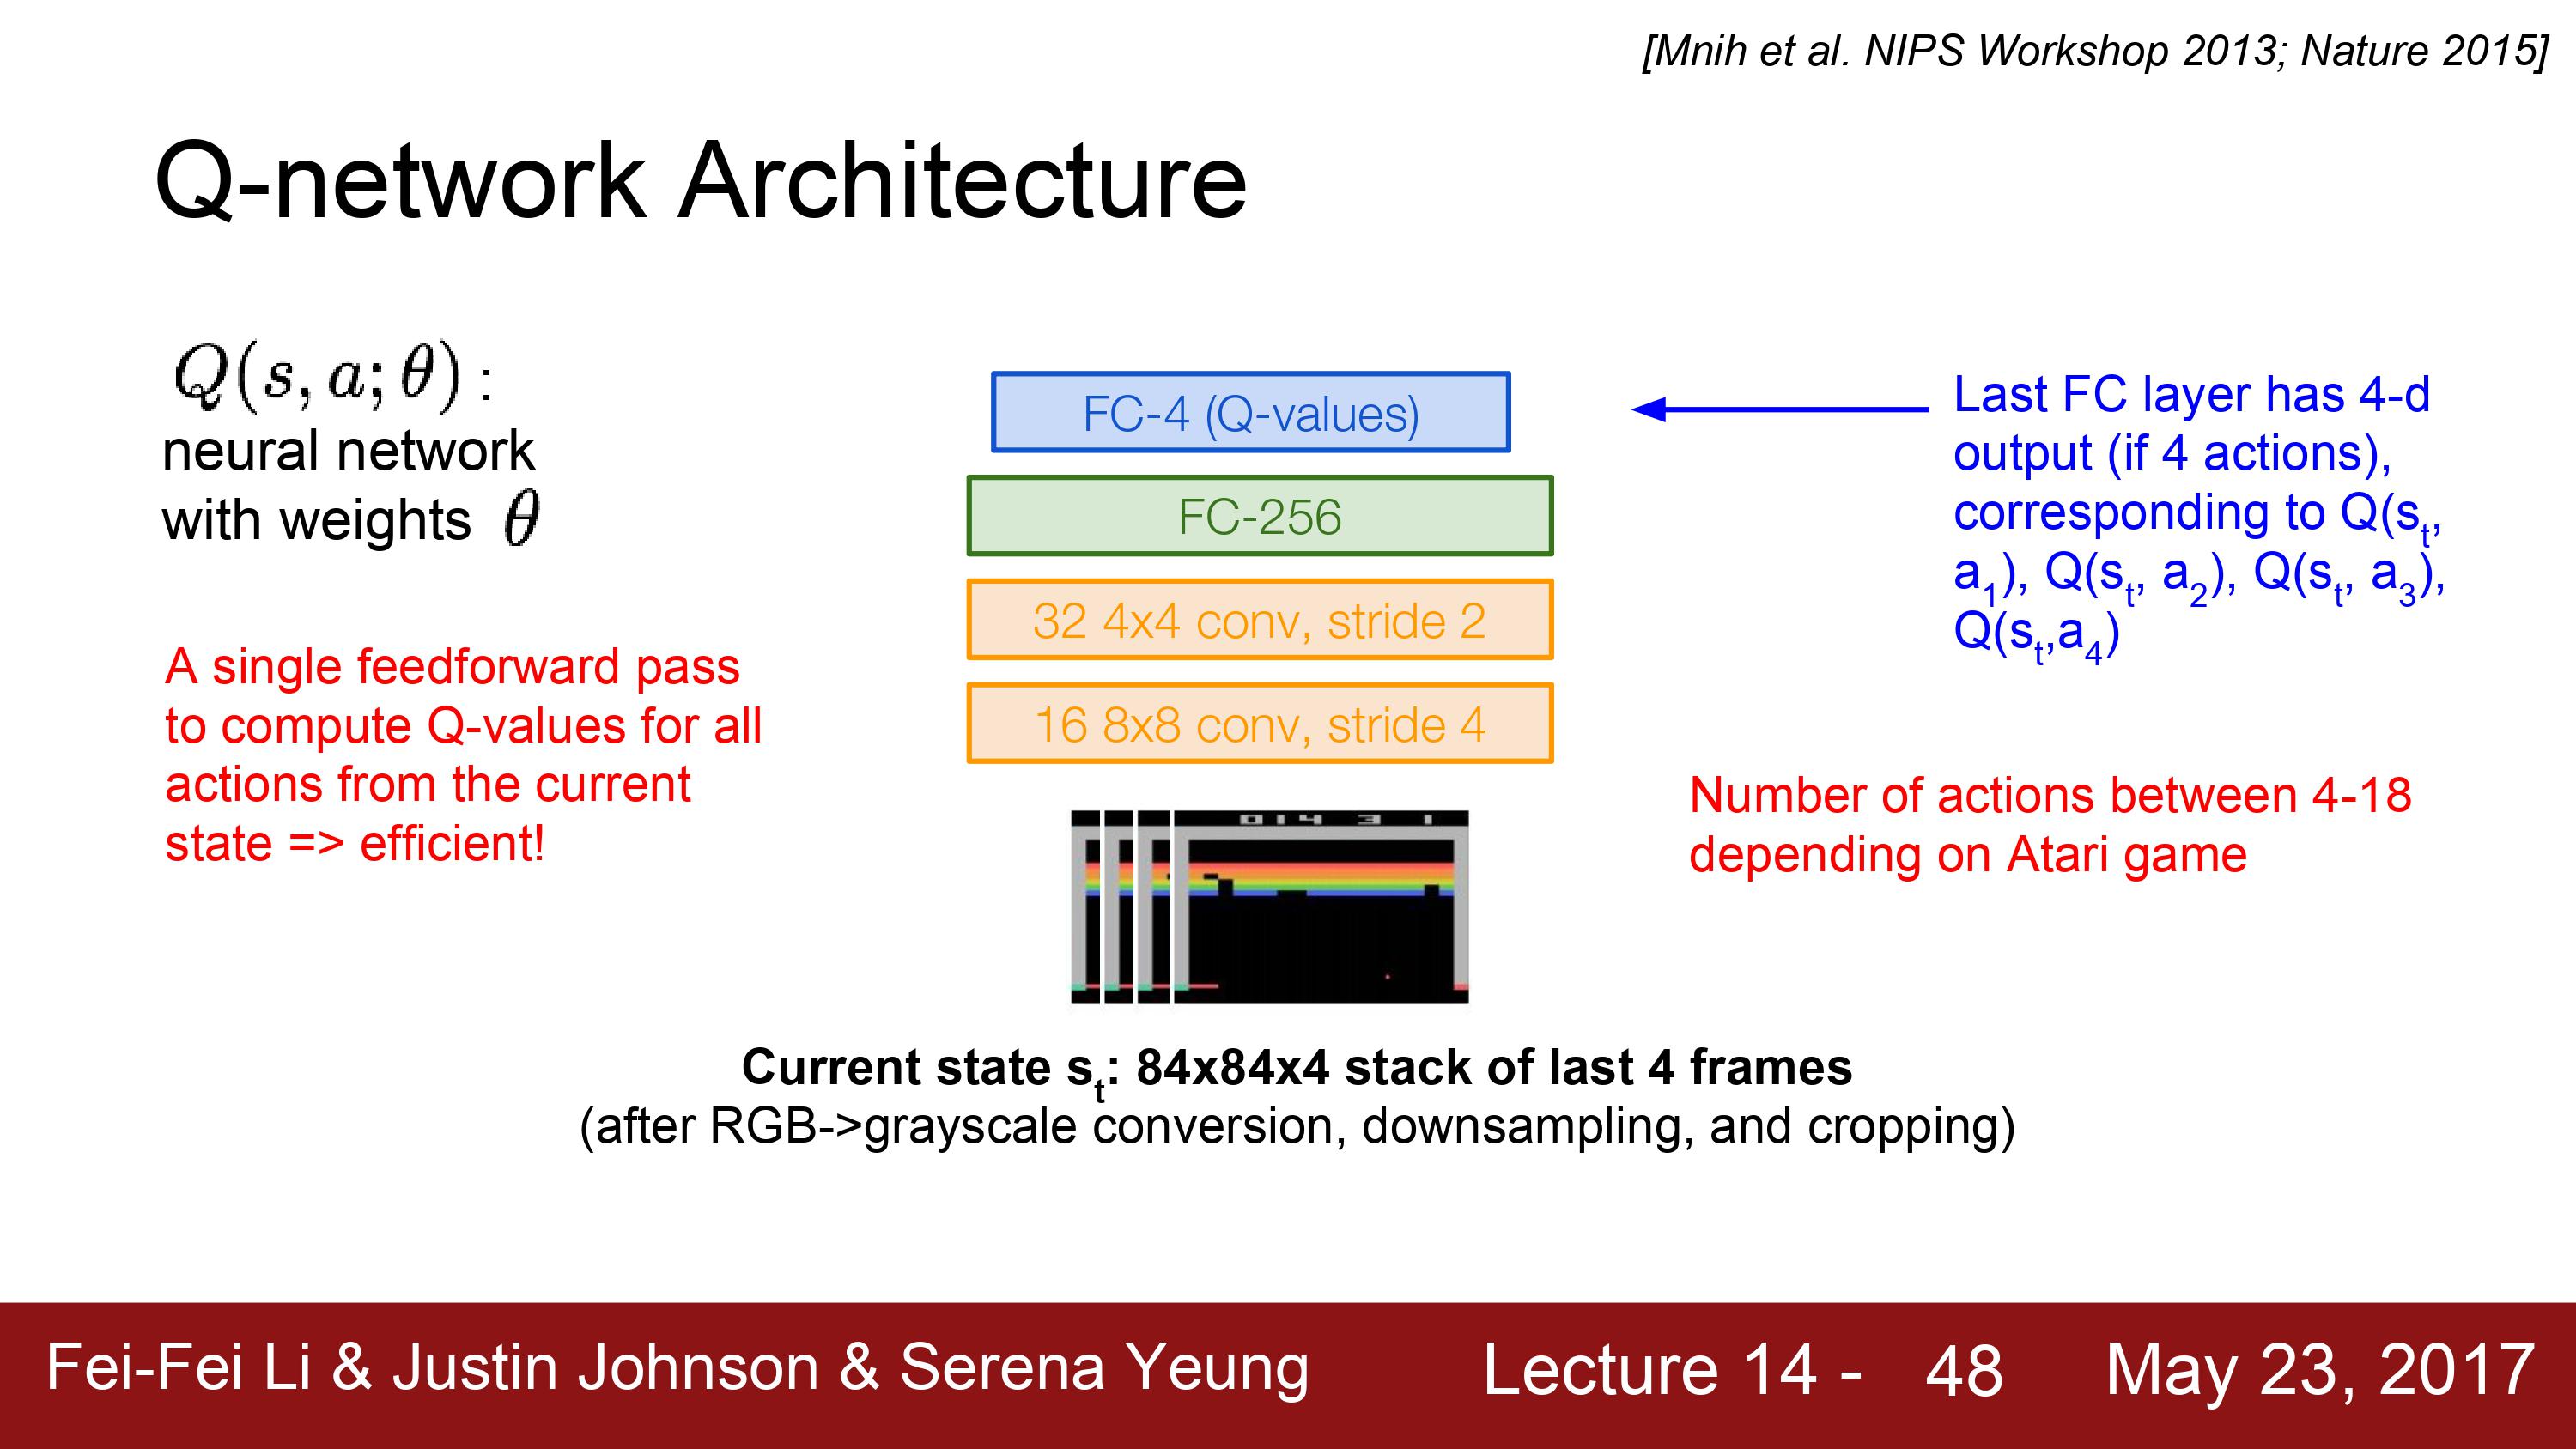 [Mnih et al. NIPS Workshop 2013; Nature 2015]
Q-network Architecture
Q(s, a; θ) :
neural network
with weights θ
A single feedforward pass
to compute Q-values for all
actions from the current
state => efficient!
FC-4 (Q-values)
FC-256
32 4x4 conv, stride 2
16 8x8 conv, stride 4
014 3 1
Last FC layer has 4-d
output (if 4 actions),
corresponding to Q(s_t,
a_1), Q(s_t, a_2), Q(s_t, a_3),
Q(s_t,a_4)
Number of actions between 4-18
depending on Atari game
Current state s_t: 84x84x4 stack of last 4 frames
(after RGB->grayscale conversion, downsampling, and cropping)
Fei-Fei Li & Justin Johnson & Serena Yeung
Lecture 14 - 48
May 23, 2017